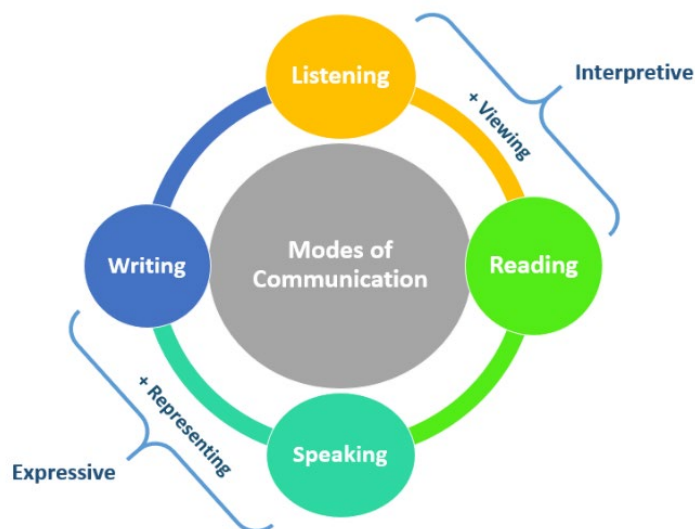 Listening
Interpretive
+ Viewing
Modes of
Communication
Writing
Reading
+ Representing
Speaking
Expressive